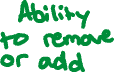 Ability
to remove
or add